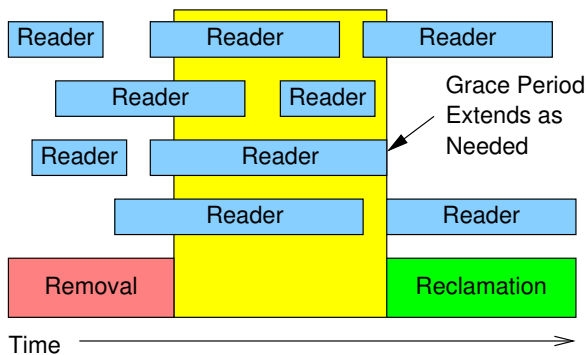 Reader
Reader
Reader
Reader
Reader
Grace Period
Extends as
Needed
Reader
Reader
Reader
Reader
Removal
Reclamation
Time